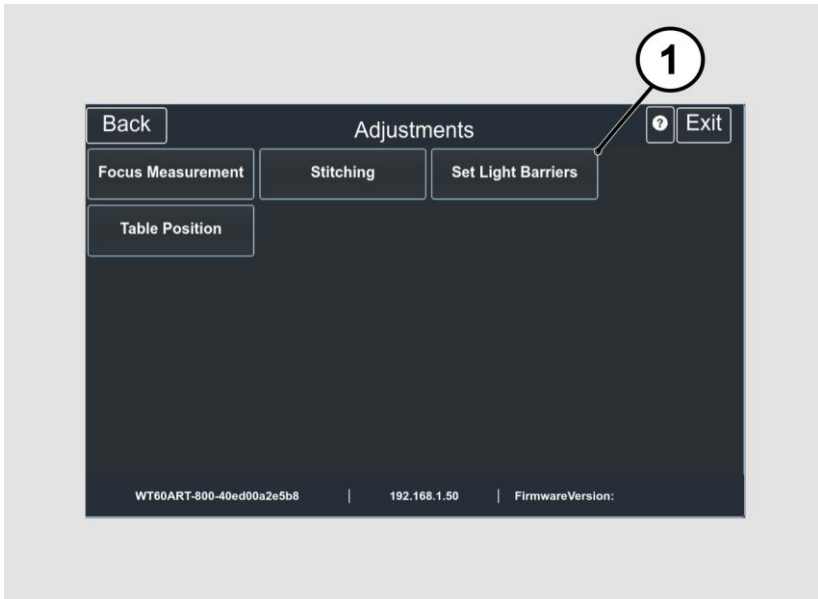 1
Back Adjustments ? Exit
Focus Measurement Stitching Set Light Barriers
Table Position
WT60ART-800-40ed00a2e5b8 | 192.168.1.50 | FirmwareVersion: